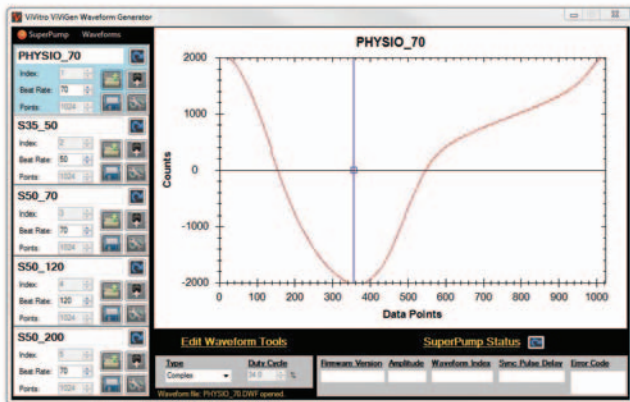 ViVitro ViViGen Waveform Generator
SuperPump Waveforms
PHYSIO_70
Index:
Beat Rate: 70
Points: 1024
S35_50
Index: 2
Beat Rate: 50
Points: 1024
S50_70
Index: 3
Beat Rate: 70
Points: 1024
S50_120
Index: 4
Beat Rate: 120
Points: 1024
S50_200
Index: 5
Beat Rate: 70
Points: 1024
PHYSIO_70
2000
1000
0
-1000
-2000
Counts
0 100 200 300 400 500 600 700 800 900 1000
Data Points
Edit Waveform Tools
Type Duty Cycle
Complex %
Waveform file: PHYSIO_70.DWF opened.
SuperPump Status
Firmware Version Amplitude Waveform Index Sync Pulse Delay Error Code